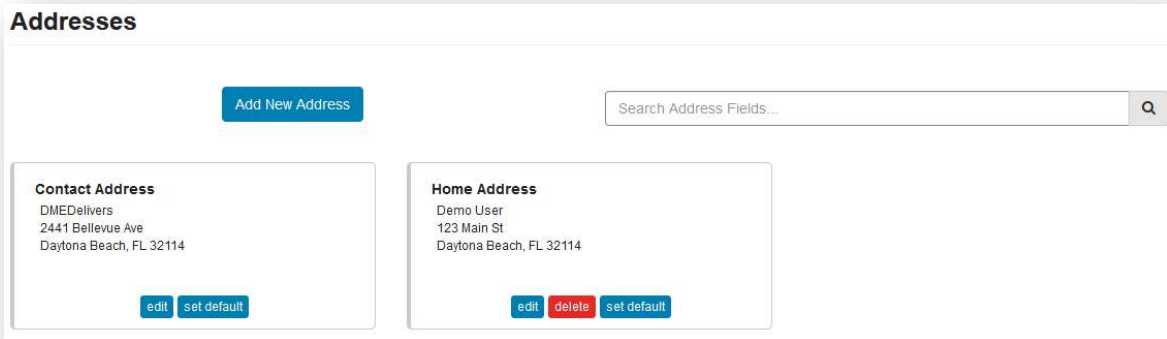 Addresses
Add New Address
Search Address Fields...
Contact Address
DMEDelivers
2441 Bellevue Ave
Daytona Beach, FL 32114
edit set default
Home Address
Demo User
123 Main St
Daytona Beach, FL 32114
edit delete set default